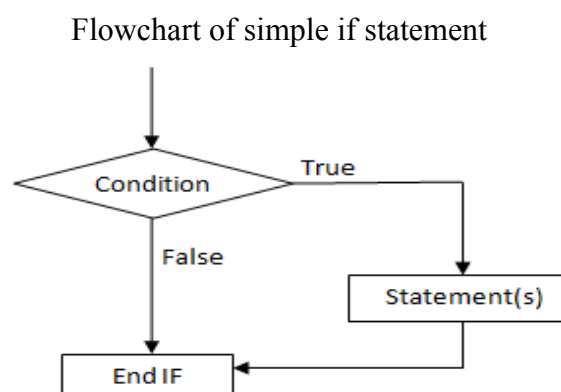 Flowchart of simple if statement
Condition
True
False
Statement(s)
End IF